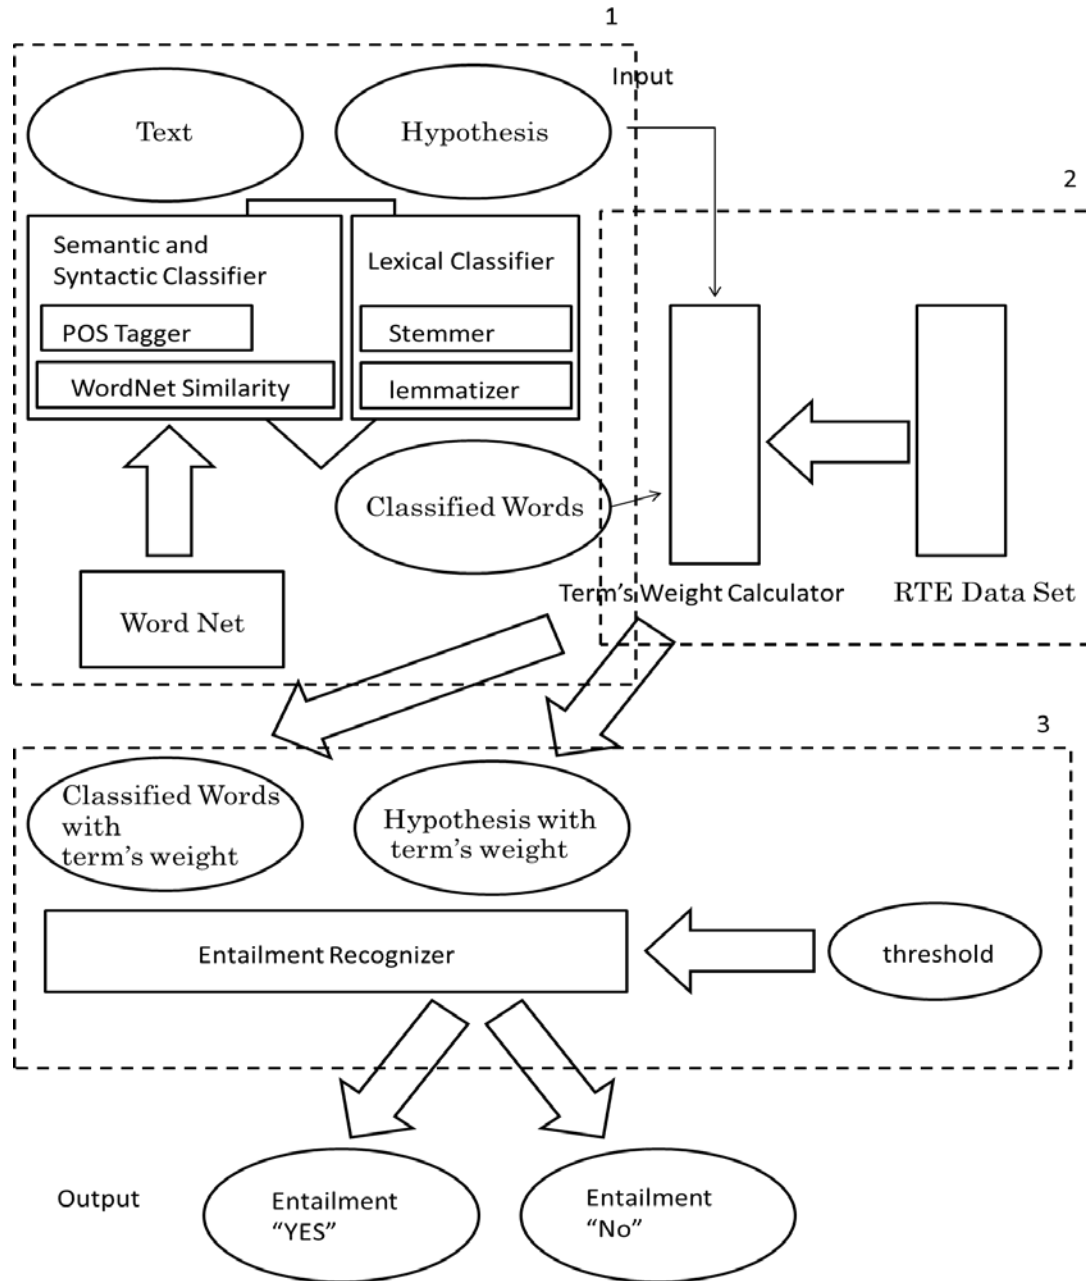 1
Input
Text
Hypothesis
2
Semantic and
Syntactic Classifier
Lexical Classifier
POS Tagger
Stemmer
WordNet Similarity
lemmatizer
Classified Words
Term's Weight Calculator
RTE Data Set
Word Net
3
Classified Words
with
term's weight
Hypothesis with
term's weight
Entailment Recognizer
threshold
Output
Entailment
“YES”
Entailment
“No”